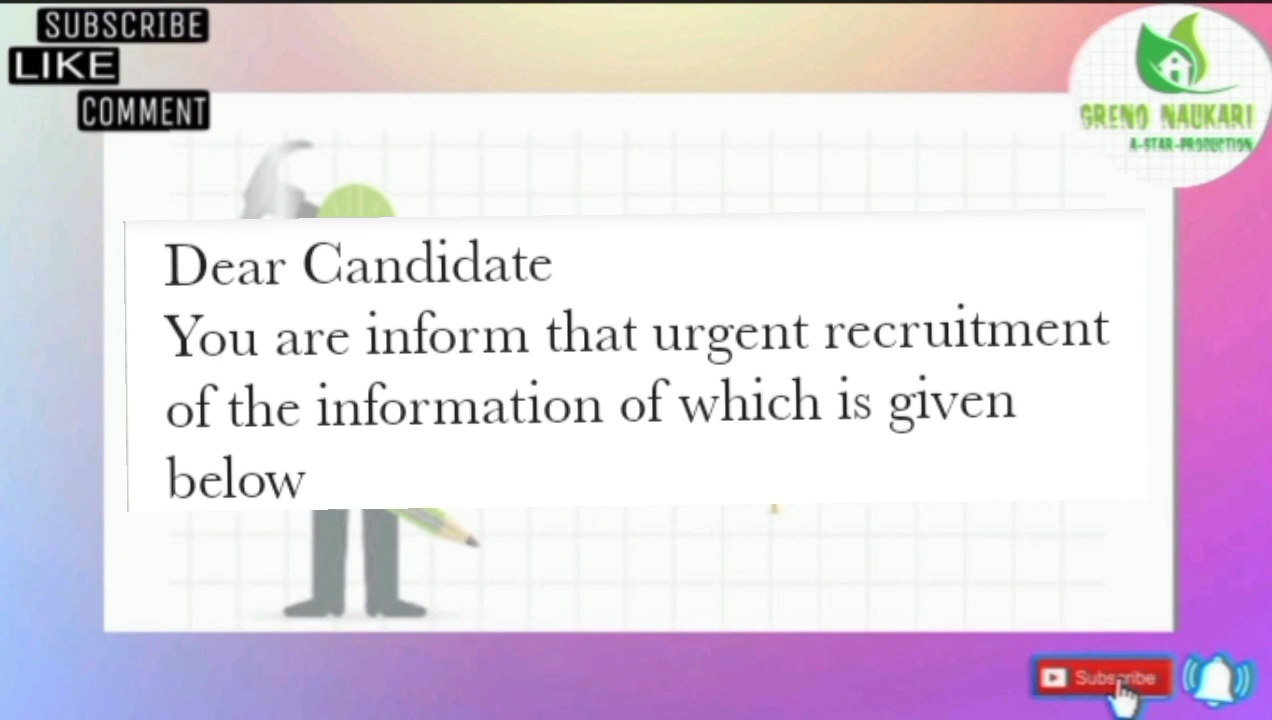 SUBSCRIBE
LIKE
COMMENT
GRENO NAUKARI
A-STAR-PRODUCTION
Dear Candidate
You are inform that urgent recruitment
of the information of which is given
below
Subscribe